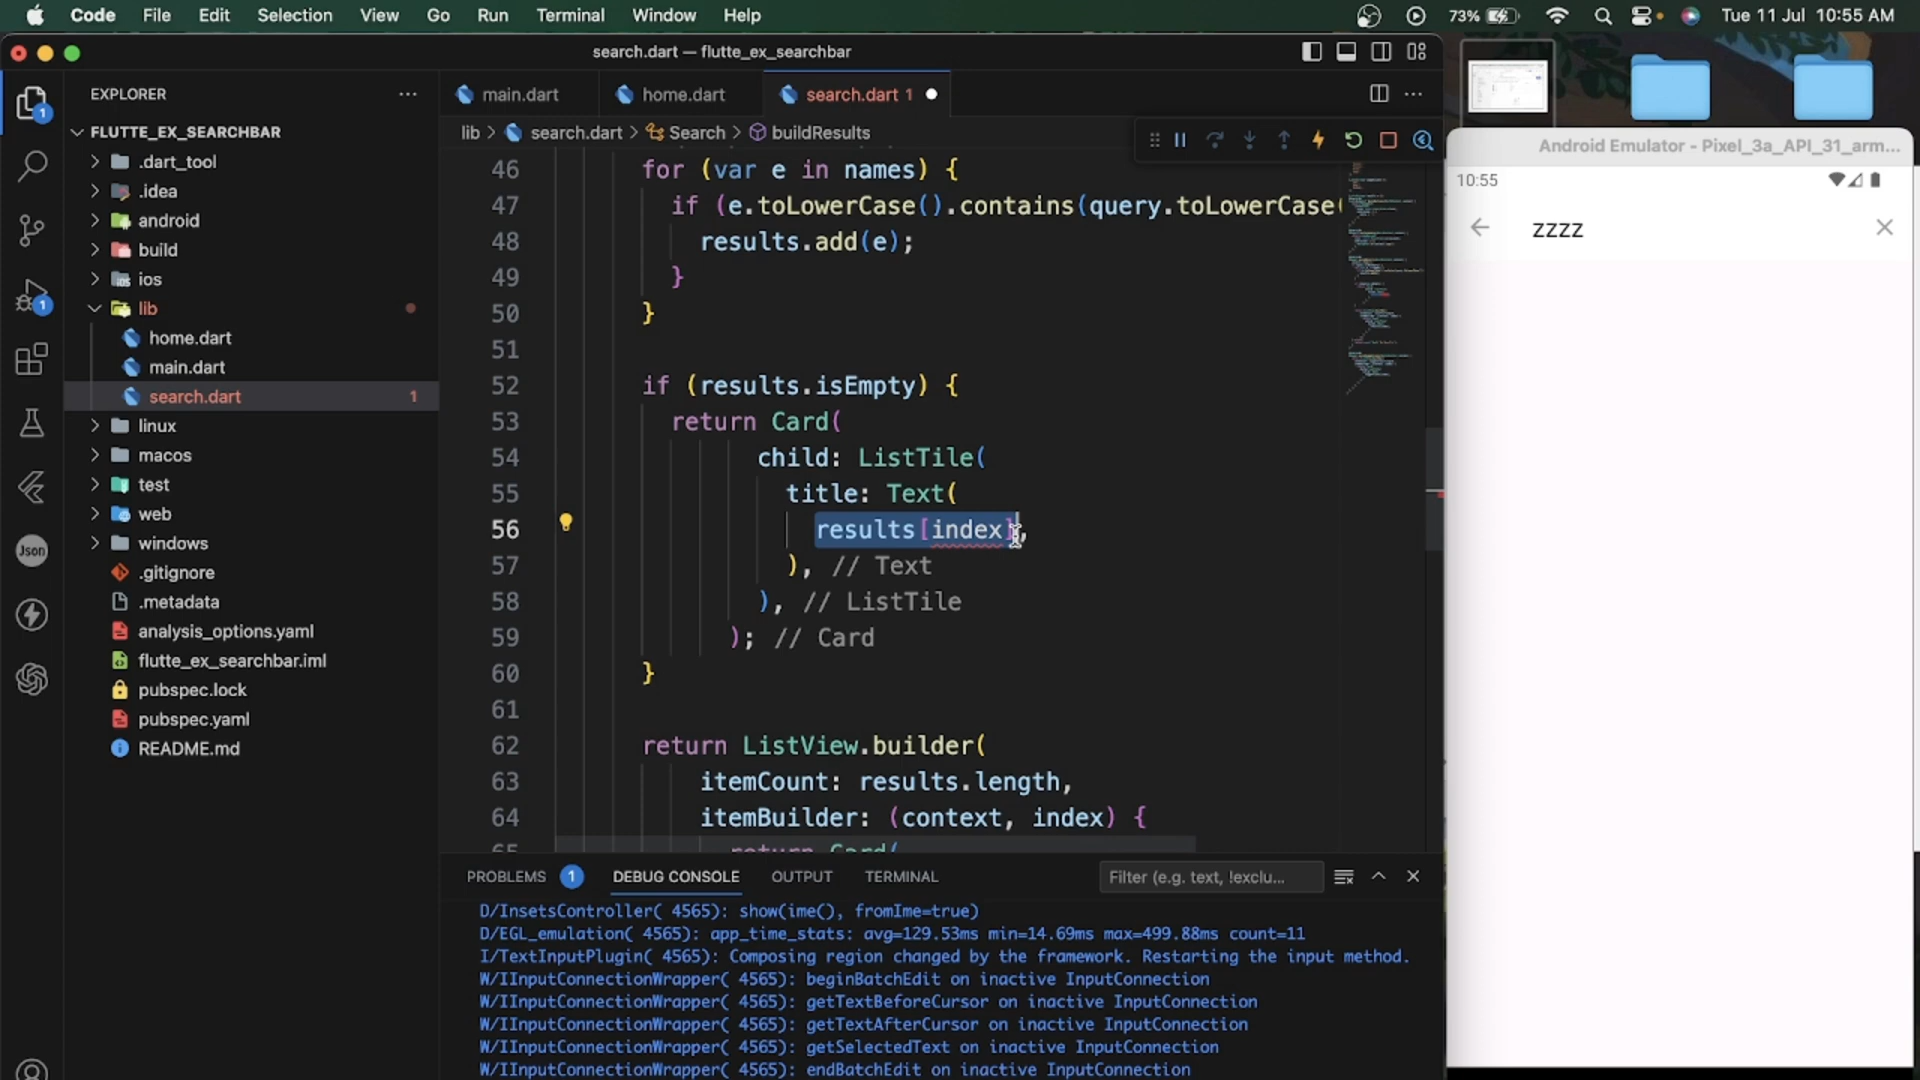 Code File Edit Selection View Go Run Terminal Window Help
73% Tue 11 Jul 10:55 AM
search.dart — flutte_ex_searchbar
EXPLORER
main.dart
home.dart
search.dart 1
lib > search.dart > Search > buildResults
FLUTTE_EX_SEARCHBAR
.dart_tool
.idea
android
build
ios
lib
home.dart
main.dart
search.dart 1
linux
macos
test
web
windows
.gitignore
.metadata
analysis_options.yaml
flutte_ex_searchbar.iml
pubspec.lock
pubspec.yaml
README.md
1
1
Json
46 for (var e in names) {
47 if (e.toLowerCase().contains(query.toLowerCase(
48 results.add(e);
49 }
50 }
51
52 if (results.isEmpty) {
53 return Card(
54 child: ListTile(
55 title: Text(
56 results[index],
57 ), // Text
58 ), // ListTile
59 ); // Card
60 }
61
62 return ListView.builder(
63 itemCount: results.length,
64 itemBuilder: (context, index) {
65 return Card(
PROBLEMS 1 DEBUG CONSOLE OUTPUT TERMINAL Filter (e.g. text, !exclu...
D/InsetsController( 4565): show(ime(), fromIme=true)
D/EGL_emulation( 4565): app_time_stats: avg=129.53ms min=14.69ms max=499.88ms count=11
I/TextInputPlugin( 4565): Composing region changed by the framework. Restarting the input method.
W/IInputConnectionWrapper( 4565): beginBatchEdit on inactive InputConnection
W/IInputConnectionWrapper( 4565): getTextBeforeCursor on inactive InputConnection
W/IInputConnectionWrapper( 4565): getTextAfterCursor on inactive InputConnection
W/IInputConnectionWrapper( 4565): getSelectedText on inactive InputConnection
W/IInputConnectionWrapper( 4565): endBatchEdit on inactive InputConnection
Android Emulator - Pixel_3a_API_31_arm...
10:55
zzzz